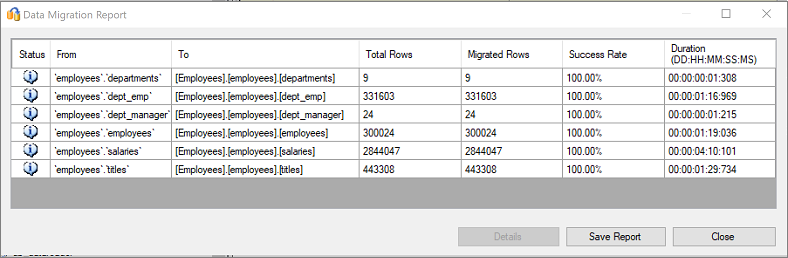 Data Migration Report
Status From To Total Rows Migrated Rows Success Rate Duration
(DD:HH:MM:SS:MS)
`employees`.`departments` [Employees].[employees].[departments] 9 9 100.00% 00:00:00:01:308
`employees`.`dept_emp` [Employees].[employees].[dept_emp] 331603 331603 100.00% 00:00:01:16:969
`employees`.`dept_manager` [Employees].[employees].[dept_manager] 24 24 100.00% 00:00:00:01:215
`employees`.`employees` [Employees].[employees].[employees] 300024 300024 100.00% 00:00:01:19:036
`employees`.`salaries` [Employees].[employees].[salaries] 2844047 2844047 100.00% 00:00:04:10:101
`employees`.`titles` [Employees].[employees].[titles] 443308 443308 100.00% 00:00:01:29:734
Details Save Report Close